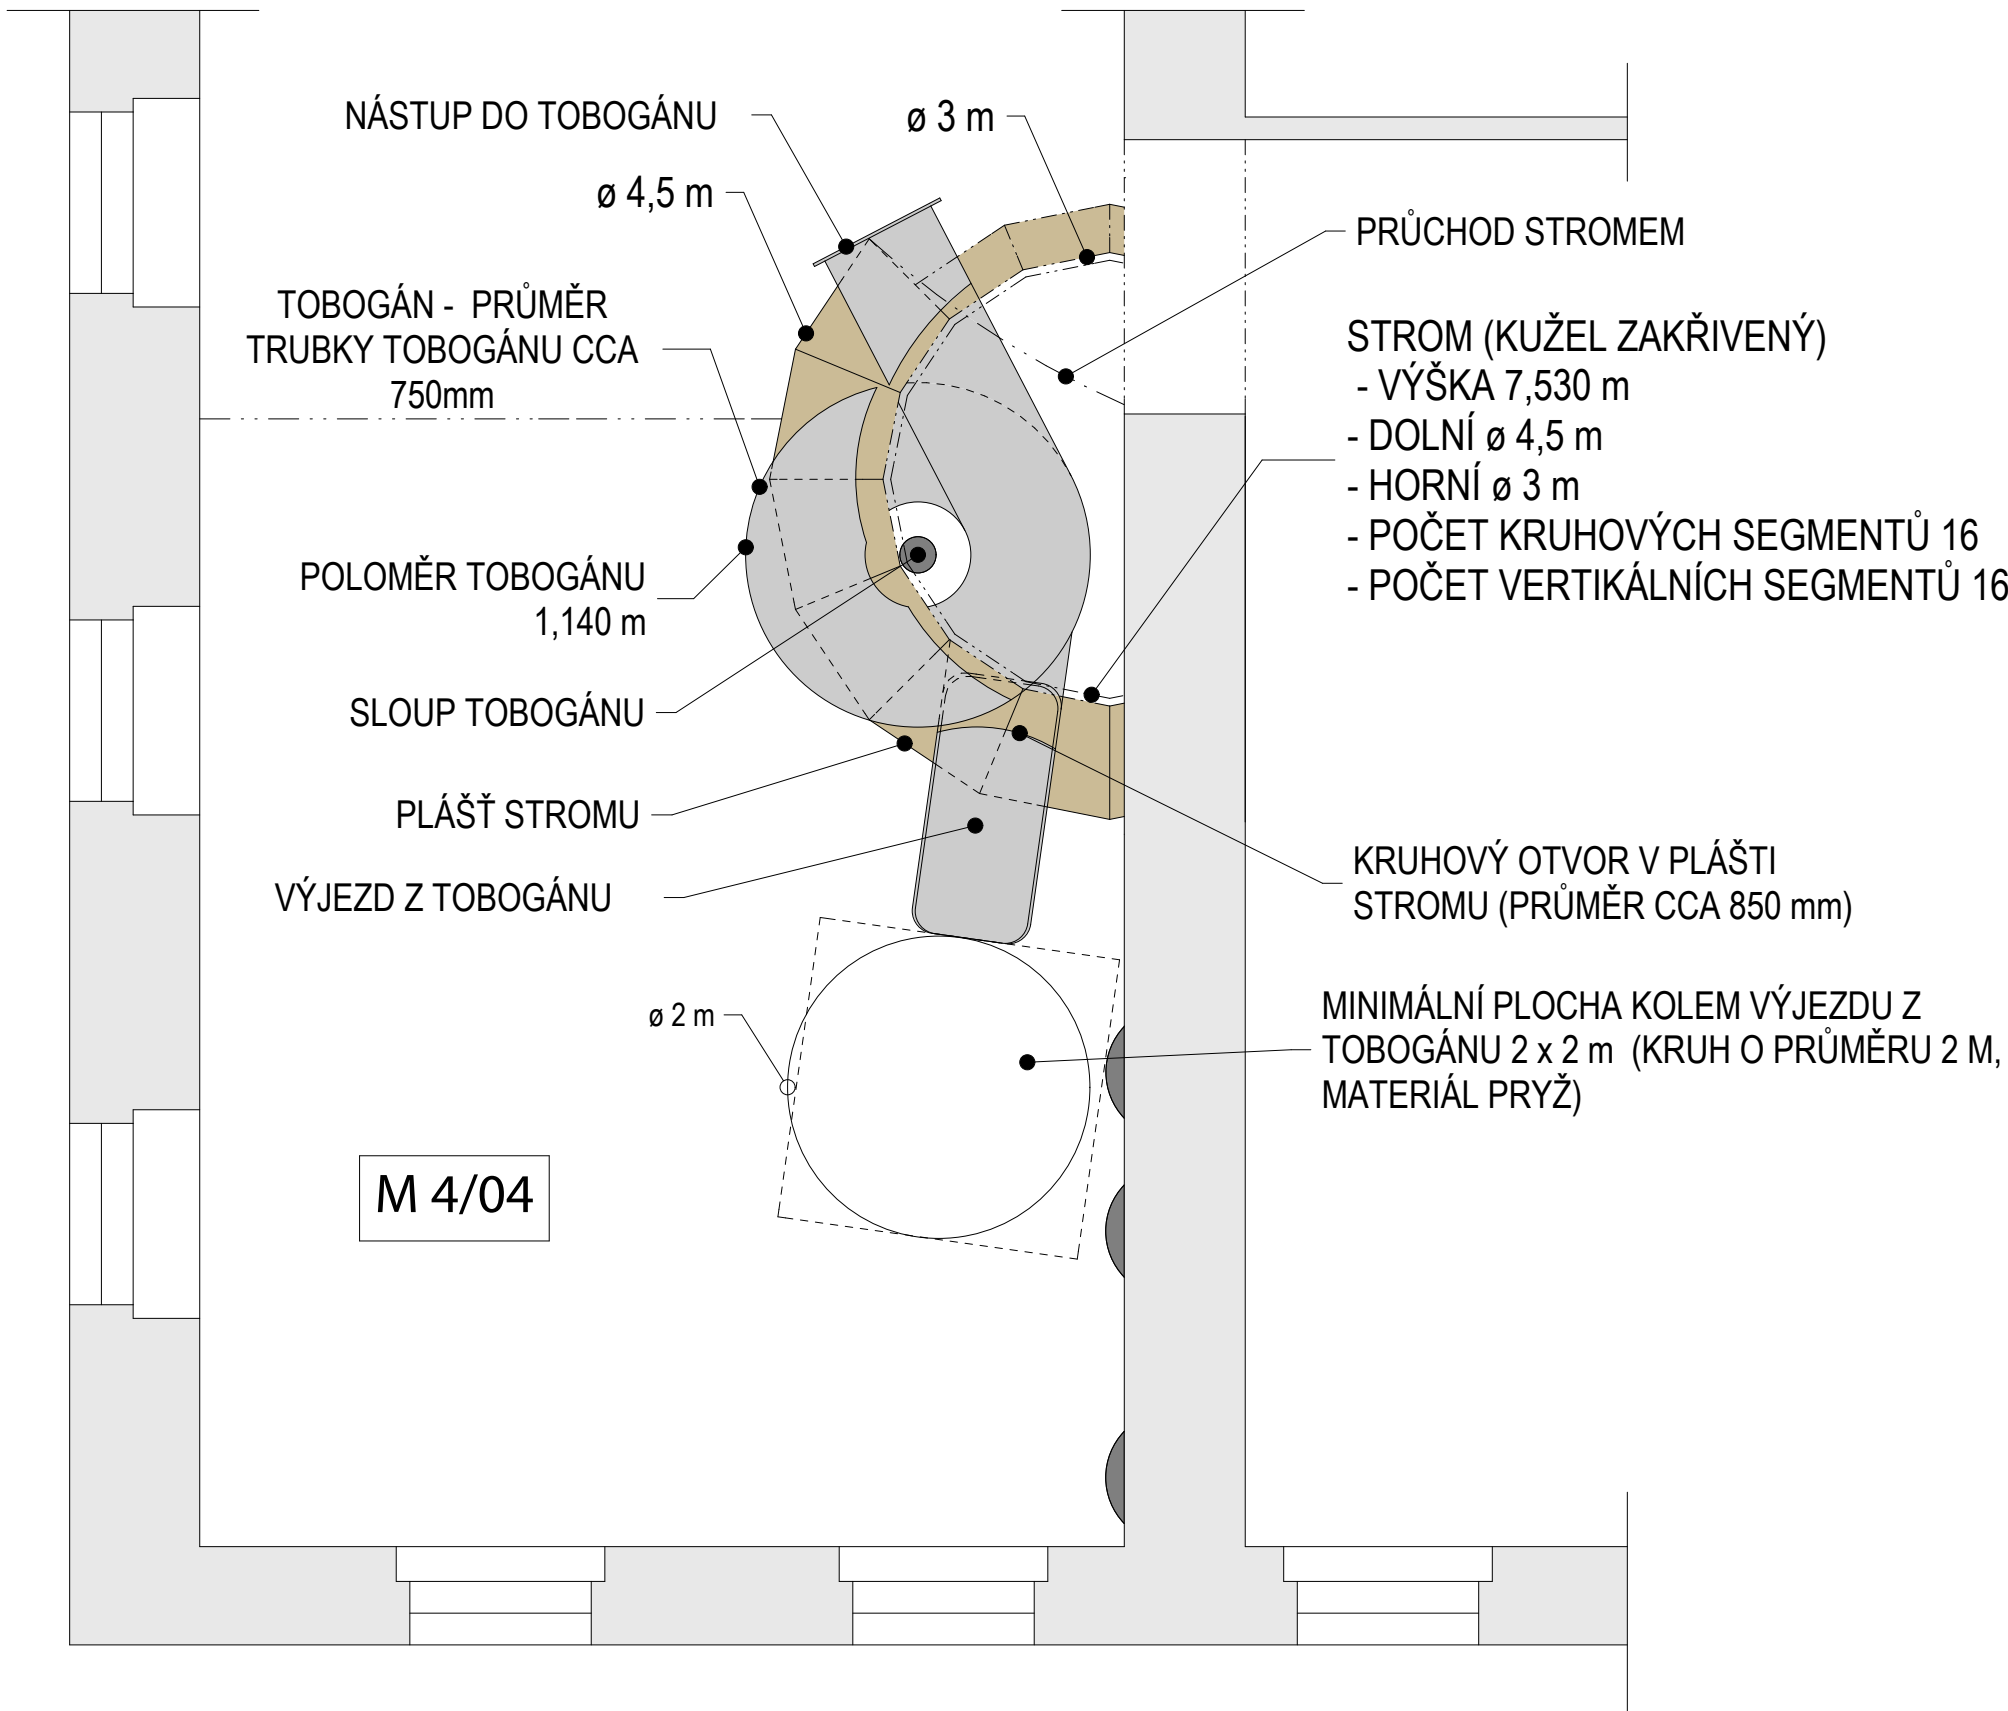 NÁSTUP DO TOBOGÁNU
ø 3 m
ø 4,5 m
PRŮCHOD STROMEM
TOBOGÁN - PRŮMĚR
TRUBKY TOBOGÁNU CCA
750mm
STROM (KUŽEL ZAKŘIVENÝ)
- VÝŠKA 7,530 m
- DOLNÍ ø 4,5 m
- HORNÍ ø 3 m
- POČET KRUHOVÝCH SEGMENTŮ 16
- POČET VERTIKÁLNÍCH SEGMENTŮ 16
POLOMĚR TOBOGÁNU
1,140 m
SLOUP TOBOGÁNU
PLÁŠŤ STROMU
VÝJEZD Z TOBOGÁNU
KRUHOVÝ OTVOR V PLÁŠTI
STROMU (PRŮMĚR CCA 850 mm)
ø 2 m
MINIMÁLNÍ PLOCHA KOLEM VÝJEZDU Z
TOBOGÁNU 2 x 2 m (KRUH O PRŮMĚRU 2 M,
MATERIÁL PRYŽ)
M 4/04